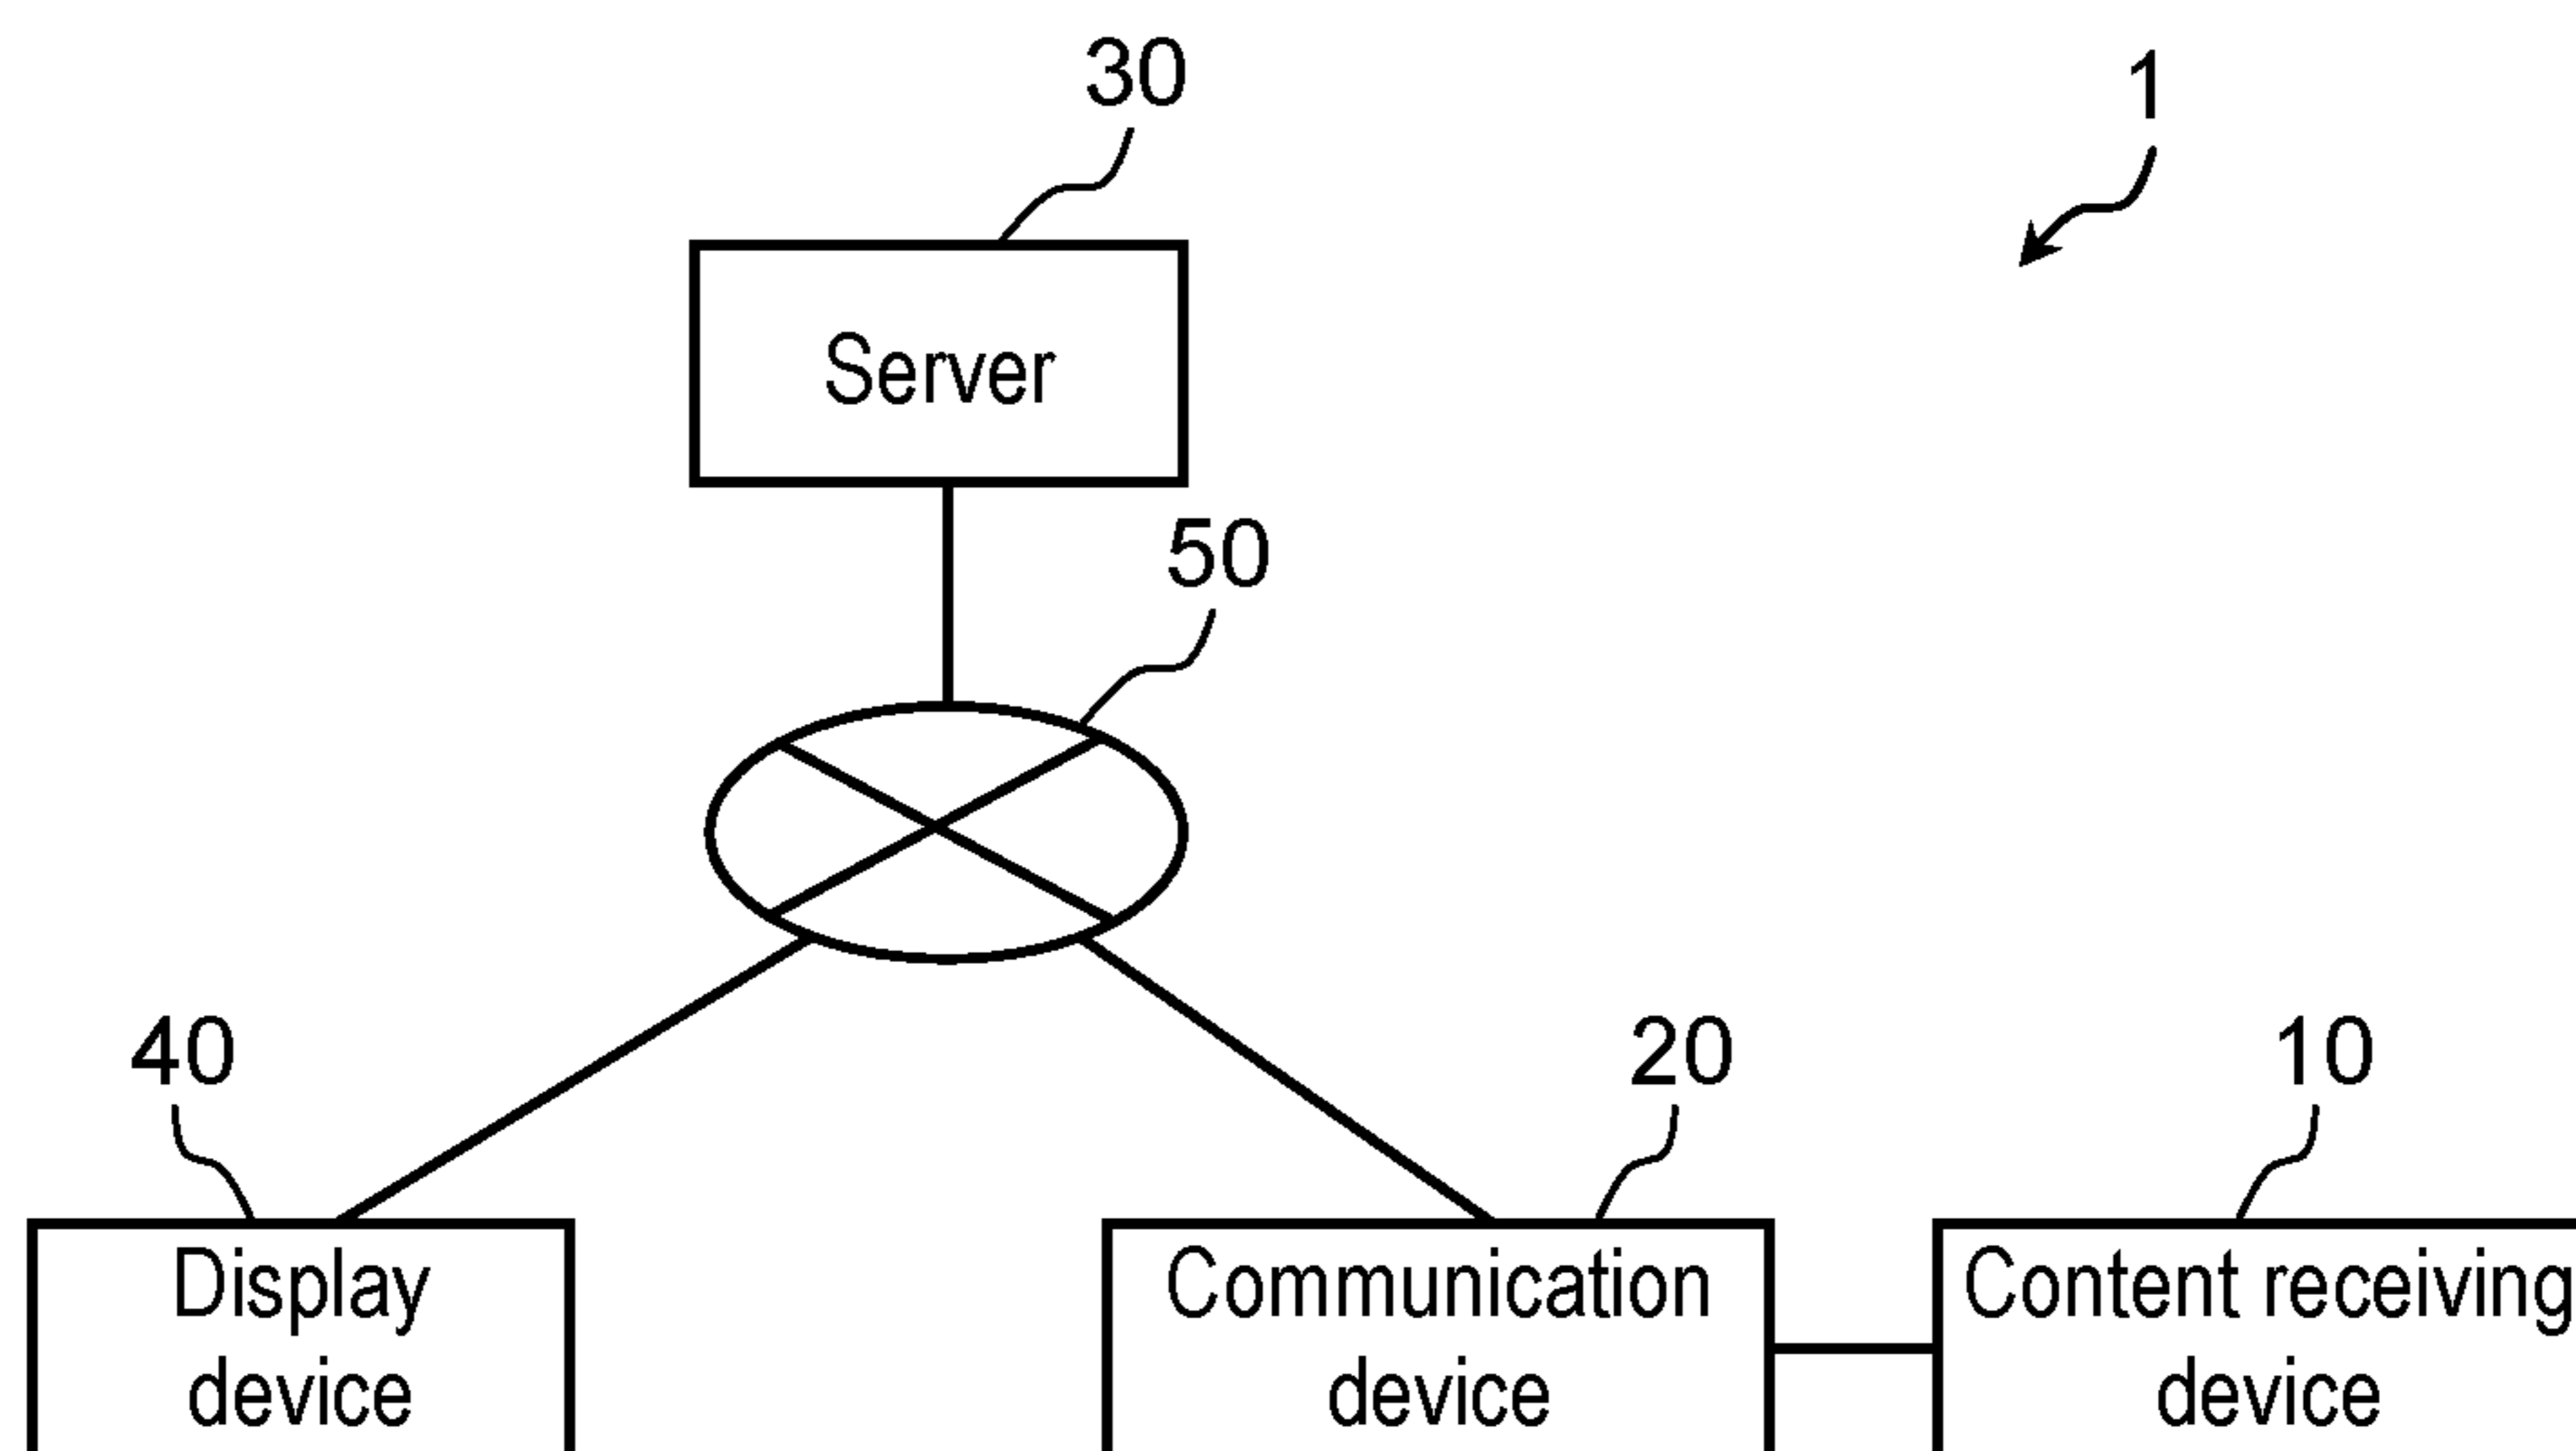 30
1
Server
50
40
20
10
Display
device
Communication
device
Content receiving
device